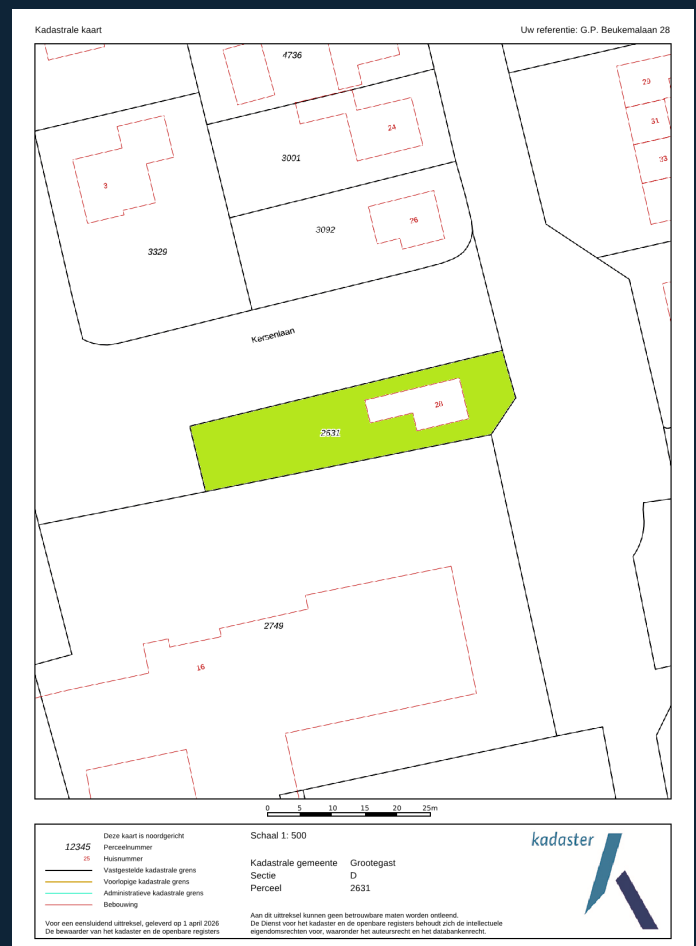 Kadastrale kaart
Uw referentie: G.P. Beukemalaan 28
4736
29
24
31
3001
33
3
26
3092
3329
Kersenlaan
28
2631
2749
16
0 5 10 15 20 25m
Deze kaart is noordgericht
12345 Perceelnummer
25 Huisnummer
Vastgestelde kadastrale grens
Voorlopige kadastrale grens
Administratieve kadastrale grens
Bebouwing
Voor een eensluidend uittreksel, geleverd op 1 april 2026
De bewaarder van het kadaster en de openbare registers
Schaal 1: 500
Kadastrale gemeente Grootegast
Sectie D
Perceel 2631
Aan dit uittreksel kunnen geen betrouwbare maten worden ontleend.
De Dienst voor het kadaster en de openbare registers behoudt zich de intellectuele
eigendomsrechten voor, waaronder het auteursrecht en het databankenrecht.
kadaster